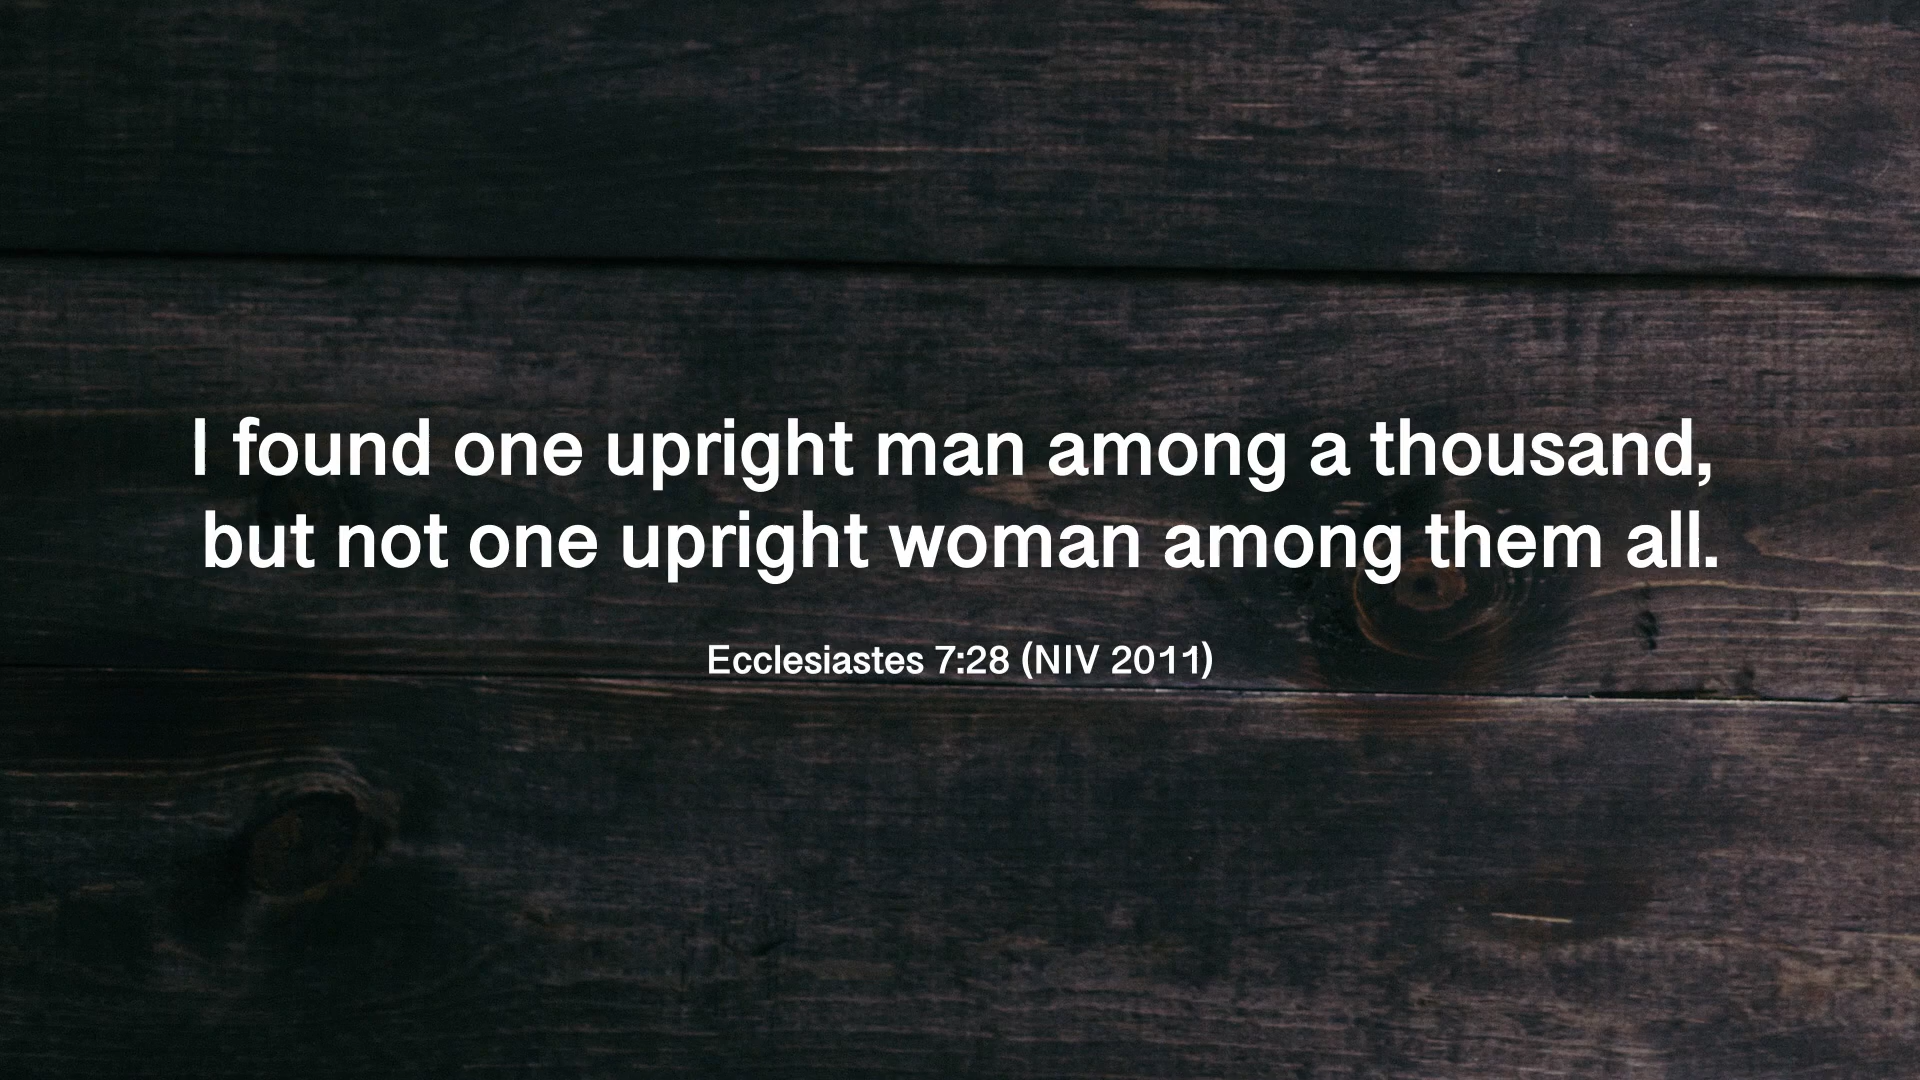 I found one upright man among a thousand,
but not one upright woman among them all.
Ecclesiastes 7:28 (NIV 2011)